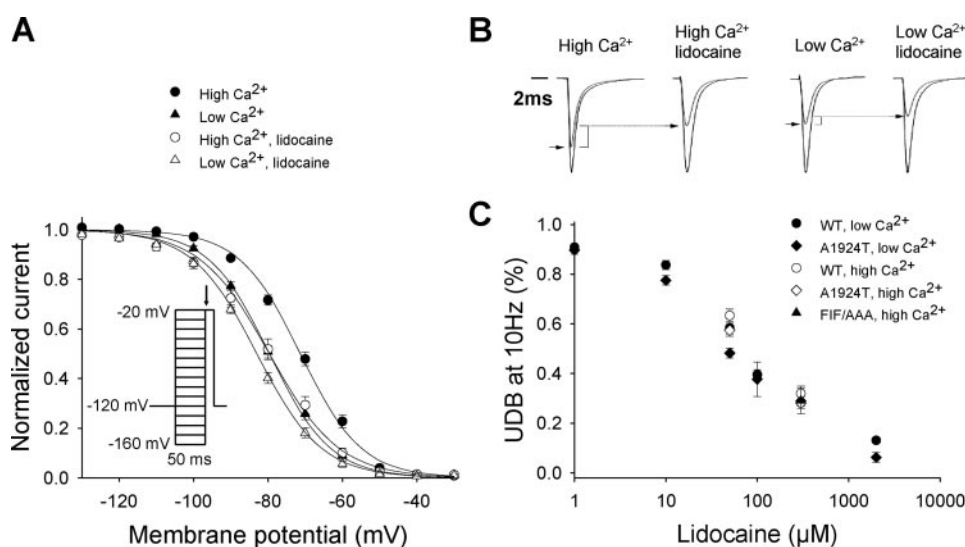 A
High Ca2+
Low Ca2+
High Ca2+, lidocaine
Low Ca2+, lidocaine
Normalized current
1.0
0.8
0.6
0.4
0.2
0.0
-20 mV
-120 mV
-160 mV
50 ms
-120
-100
-80
-60
-40
Membrane potential (mV)
B
High Ca2+
High Ca2+
lidocaine
Low Ca2+
Low Ca2+
lidocaine
2ms
C
WT, low Ca2+
A1924T, low Ca2+
WT, high Ca2+
A1924T, high Ca2+
FIF/AAA, high Ca2+
UDB at 10Hz (%)
1.0
0.8
0.6
0.4
0.2
0.0
1
10
100
1000
10000
Lidocaine (µM)